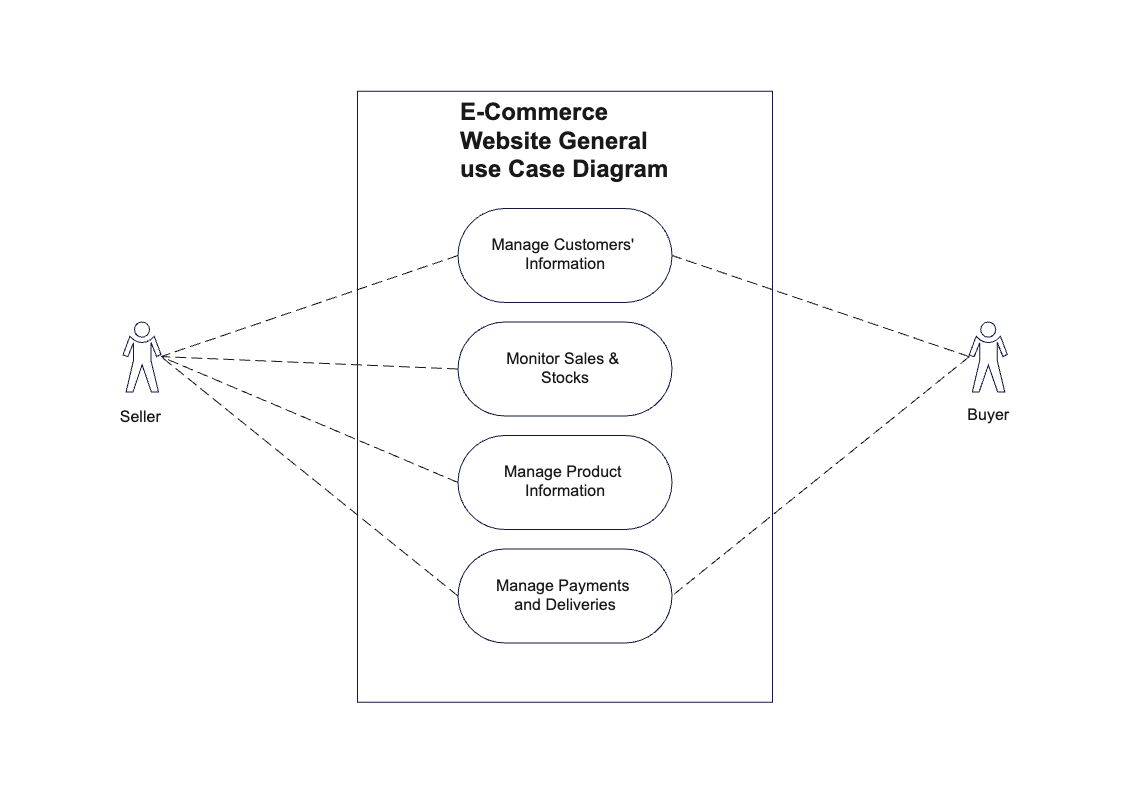 E-Commerce
Website General
use Case Diagram
Manage Customers'
Information
Monitor Sales &
Stocks
Seller
Buyer
Manage Product
Information
Manage Payments
and Deliveries